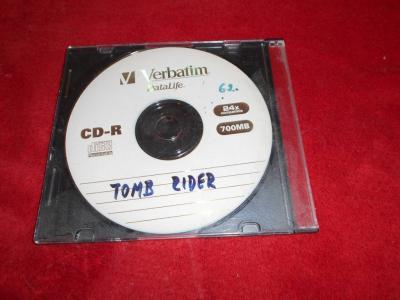 Verbatim
DataLife
62.
24x
CD-R
700MB
TOMB RIDER